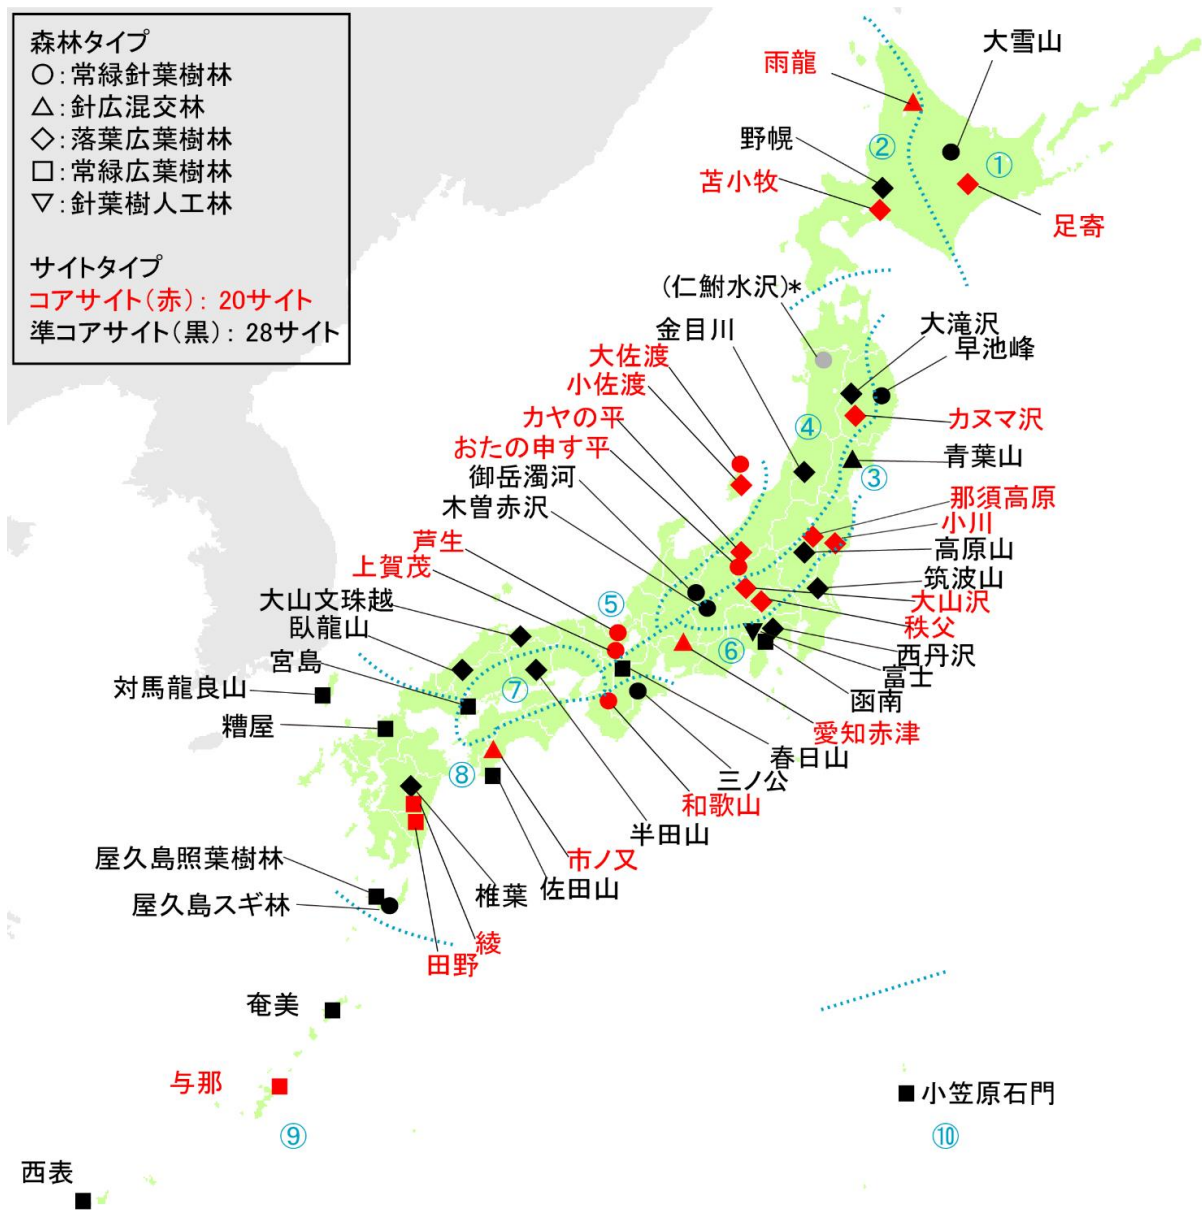 森林タイプ
○：常緑針葉樹林
△：針広混交林
◇：落葉広葉樹林
□：常緑広葉樹林
▽：針葉樹人工林
サイトタイプ
コアサイト（赤）：20サイト
準コアサイト（黒）：28サイト
大雪山
雨龍
野幌
②
①
苫小牧
足寄
（仁鮒水沢）*
金目川
大滝沢
早池峰
大佐渡
小佐渡
カヤの平
④
カヌマ沢
おたの申す平
青葉山
御岳濁河
③
木曽赤沢
那須高原
小川
芦生
高原山
上賀茂
筑波山
大山文珠越
⑤
大山沢
臥龍山
秩父
宮島
⑥
西丹沢
対馬龍良山
⑦
富士
函南
糟屋
愛知赤津
春日山
⑧
三ノ公
和歌山
半田山
屋久島照葉樹林
市ノ又
佐田山
屋久島スギ林
椎葉
綾
田野
奄美
与那
小笠原石門
⑨
⑩
西表